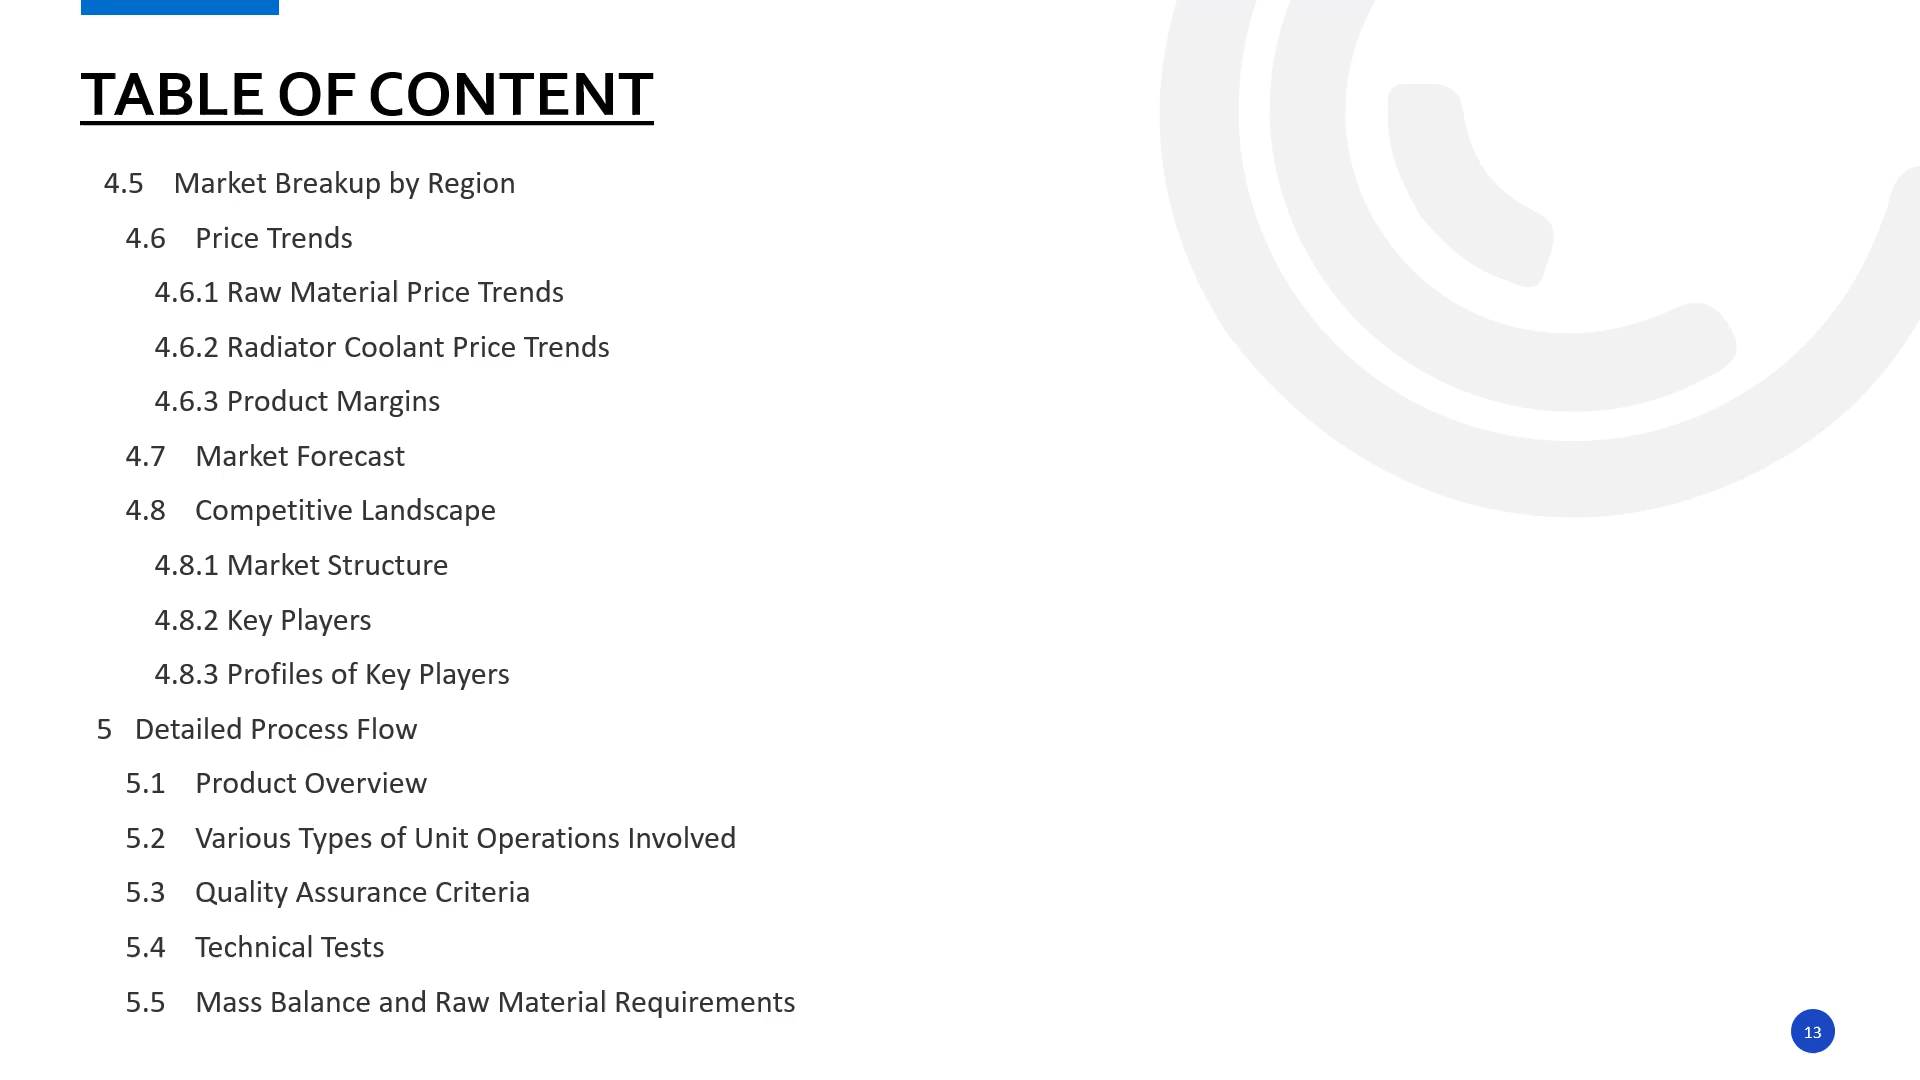 TABLE OF CONTENT
4.5 Market Breakup by Region
4.6 Price Trends
4.6.1 Raw Material Price Trends
4.6.2 Radiator Coolant Price Trends
4.6.3 Product Margins
4.7 Market Forecast
4.8 Competitive Landscape
4.8.1 Market Structure
4.8.2 Key Players
4.8.3 Profiles of Key Players
5 Detailed Process Flow
5.1 Product Overview
5.2 Various Types of Unit Operations Involved
5.3 Quality Assurance Criteria
5.4 Technical Tests
5.5 Mass Balance and Raw Material Requirements
13